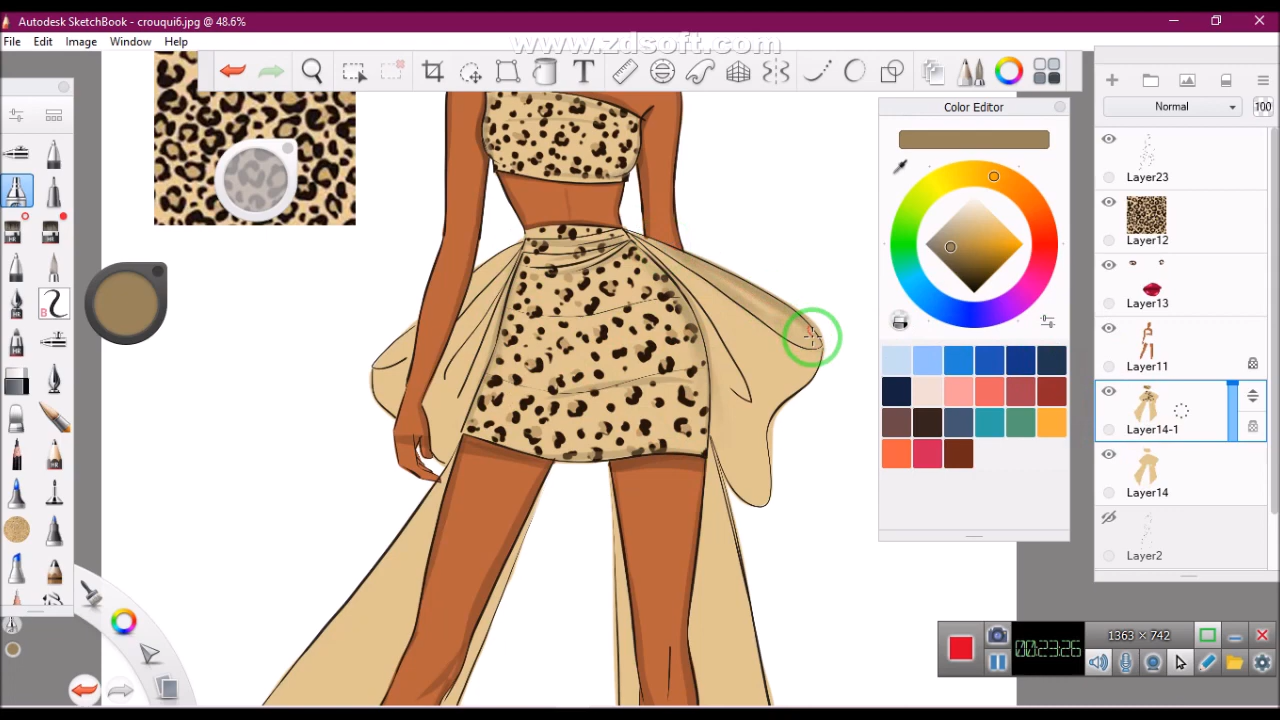 Autodesk SketchBook - crouqui6.jpg @ 48.6%
File Edit Image Window Help
www.zdsoft.com
T
Color Editor
Normal
100
Layer23
Layer12
Layer13
Layer11
Layer14-1
Layer14
Layer2
B
00:23:26
1363 × 742